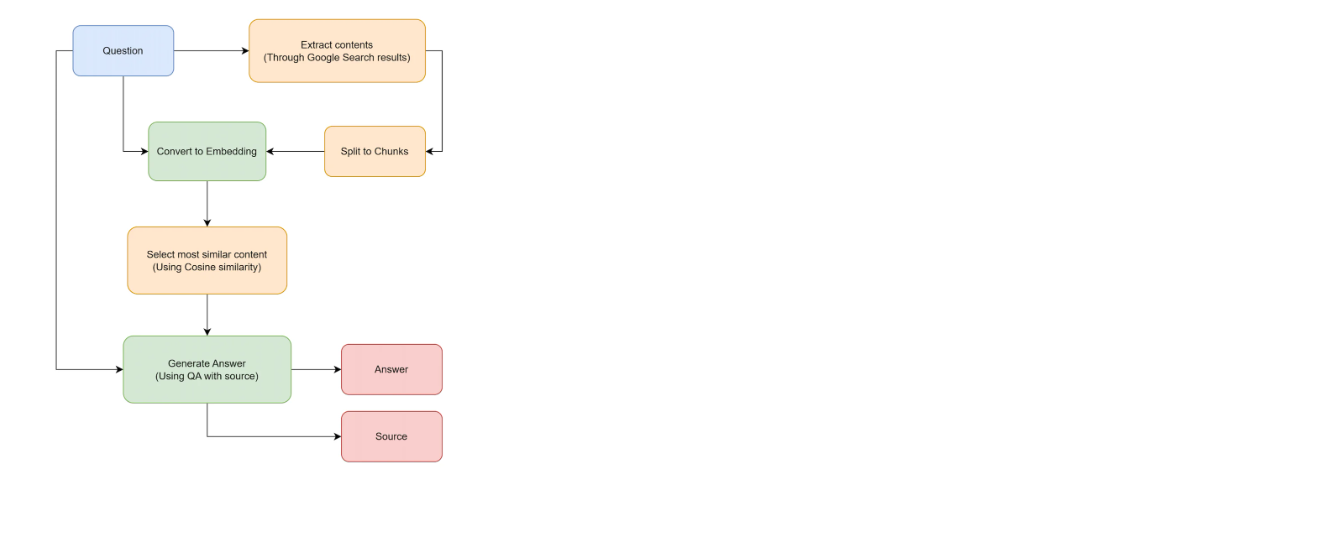 Question
Extract contents
(Through Google Search results)
Convert to Embedding
Split to Chunks
Select most similar content
(Using Cosine similarity)
Generate Answer
(Using QA with source)
Answer
Source